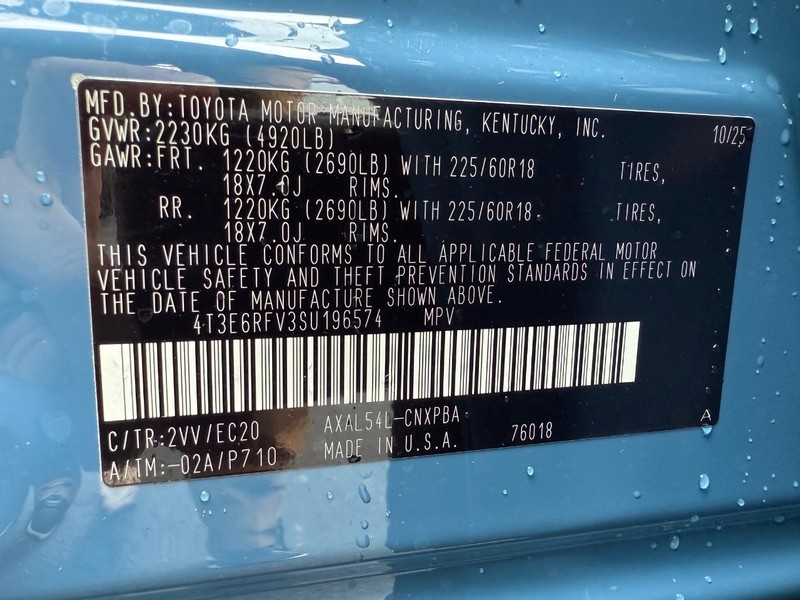 MFD. BY: TOYOTA MOTOR MANUFACTURING, KENTUCKY, INC. 10/25
GVWR: 2230KG (4920LB)
GAWR: FRT. 1220KG (2690LB) WITH 225/60R18 TIRES,
18X7.0J RIMS.
RR. 1220KG (2690LB) WITH 225/60R18 TIRES,
18X7.0J RIMS.
THIS VEHICLE CONFORMS TO ALL APPLICABLE FEDERAL MOTOR
VEHICLE SAFETY AND THEFT PREVENTION STANDARDS IN EFFECT ON
THE DATE OF MANUFACTURE SHOWN ABOVE.
4T3E6RFV3SU196574 MPV
C/TR: 2VV/EC20 AXAL54L-CNXPBA A
A/TM: -02A/P710 MADE IN U.S.A. 76018